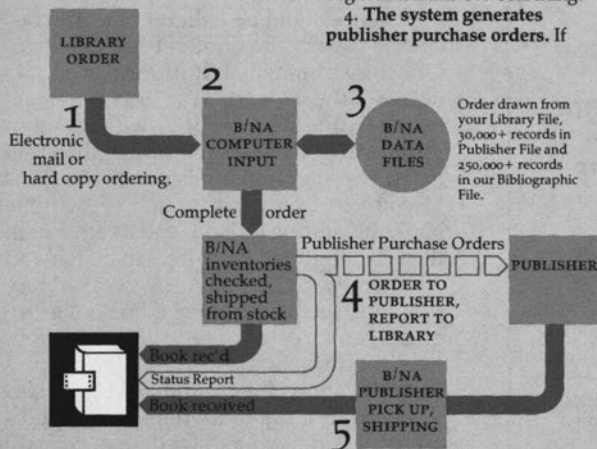 4. The system generates
publisher purchase orders. If
LIBRARY
ORDER
1
Electronic
mail or
hard copy ordering.
2
B/NA
COMPUTER
INPUT
3
B/NA
DATA
FILES
Order drawn from
your Library File,
30,000+ records in
Publisher File and
250,000+ records
in our Bibliographic
File.
Complete order
B/NA
inventories
checked,
shipped
from stock
Publisher Purchase Orders
PUBLISHER
4
ORDER TO
PUBLISHER,
REPORT TO
LIBRARY
Book rec'd
Status Report
Book received
B/NA
PUBLISHER
PICK UP,
SHIPPING
5